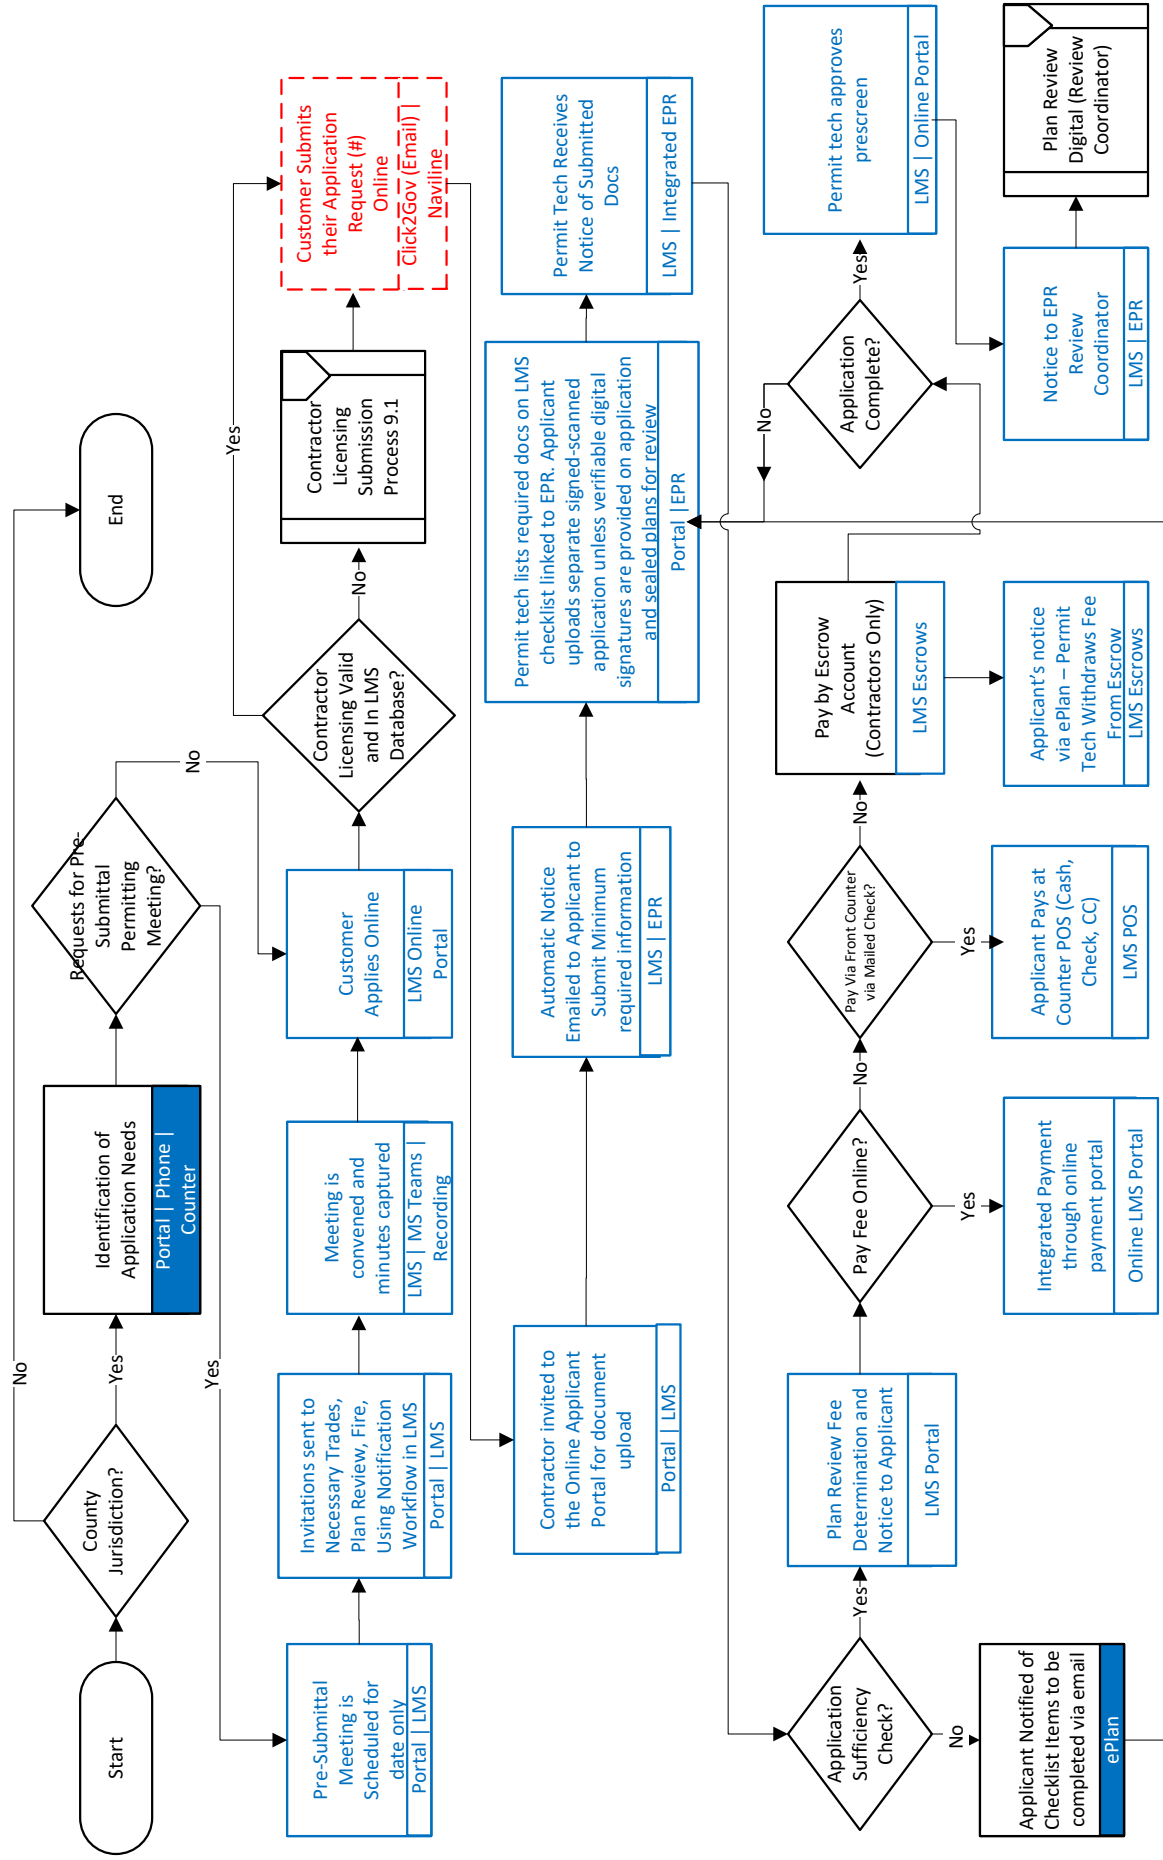 Start
County
Jurisdiction?
No
Yes
Identification of
Application Needs
Portal | Phone |
Counter
Requests for Pre-
Submittal
Permitting
Meeting?
No
Yes
End
Pre-Submittal
Meeting is
Scheduled for
date only
Portal | LMS
Invitations sent to
Necessary Trades,
Plan Review, Fire,
Using Notification
Workflow in LMS
Portal | LMS
Meeting is
convened and
minutes captured
LMS | MS Teams |
Recording
Customer
Applies Online
LMS Online
Portal
Contractor
Licensing Valid
and In LMS
Database?
Yes
No
Contractor
Licensing
Submission
Process 9.1
Customer Submits
their Application
Request (#)
Online
Click2Gov (Email) |
Naviline
Contractor invited to
the Online Applicant
Portal for document
upload
Portal | LMS
Automatic Notice
Emailed to Applicant to
Submit Minimum
required information
LMS | EPR
Permit tech lists required docs on LMS
checklist linked to EPR. Applicant
uploads separate signed-scanned
application unless verifiable digital
signatures are provided on application
and sealed plans for review
Portal |EPR
Permit Tech Receives
Notice of Submitted
Docs
LMS | Integrated EPR
Application
Sufficiency
Check?
Yes
No
Applicant Notified of
Checklist Items to be
completed via email
ePlan
Plan Review Fee
Determination and
Notice to Applicant
LMS Portal
Pay Fee Online?
No
Yes
Integrated Payment
through online
payment portal
Online LMS Portal
Pay Via Front Counter
via Mailed Check?
No
Yes
Applicant Pays at
Counter POS (Cash,
Check, CC)
LMS POS
Pay by Escrow
Account
(Contractors Only)
LMS Escrows
Applicant's notice
via ePlan – Permit
Tech Withdraws Fee
From Escrow
LMS Escrows
Application
Complete?
No
Yes
Permit tech approves
prescreen
LMS | Online Portal
Notice to EPR
Review
Coordinator
LMS | EPR
Plan Review
Digital (Review
Coordinator)